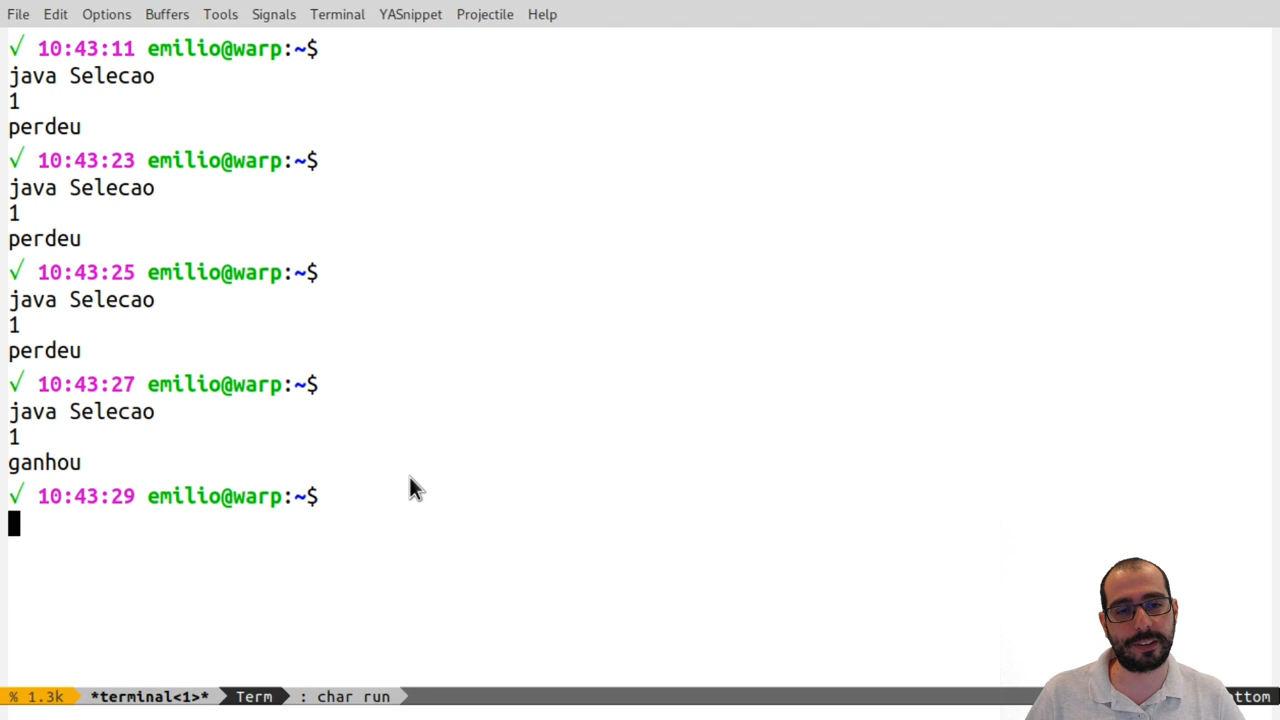 File Edit Options Buffers Tools Signals Terminal YASnippet Projectile Help
√ 10:43:11 emilio@warp:~$
java Selecao
1
perdeu
√ 10:43:23 emilio@warp:~$
java Selecao
1
perdeu
√ 10:43:25 emilio@warp:~$
java Selecao
1
perdeu
√ 10:43:27 emilio@warp:~$
java Selecao
1
ganhou
√ 10:43:29 emilio@warp:~$
% 1.3k *terminal<1>* Term : char run ttom